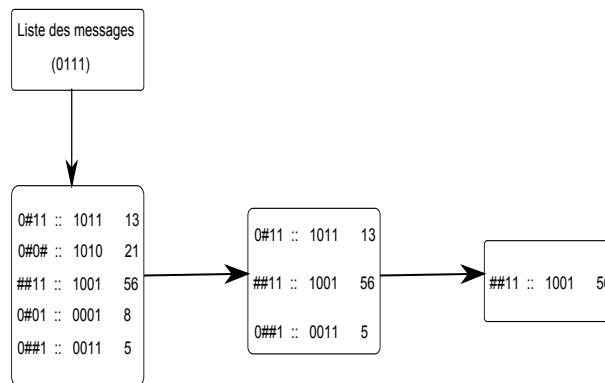 Liste des messages
(0111)
0#11 :: 1011 13
0#0# :: 1010 21
##11 :: 1001 56
0#01 :: 0001 8
0##1 :: 0011 5
0#11 :: 1011 13
##11 :: 1001 56
0##1 :: 0011 5
##11 :: 1001